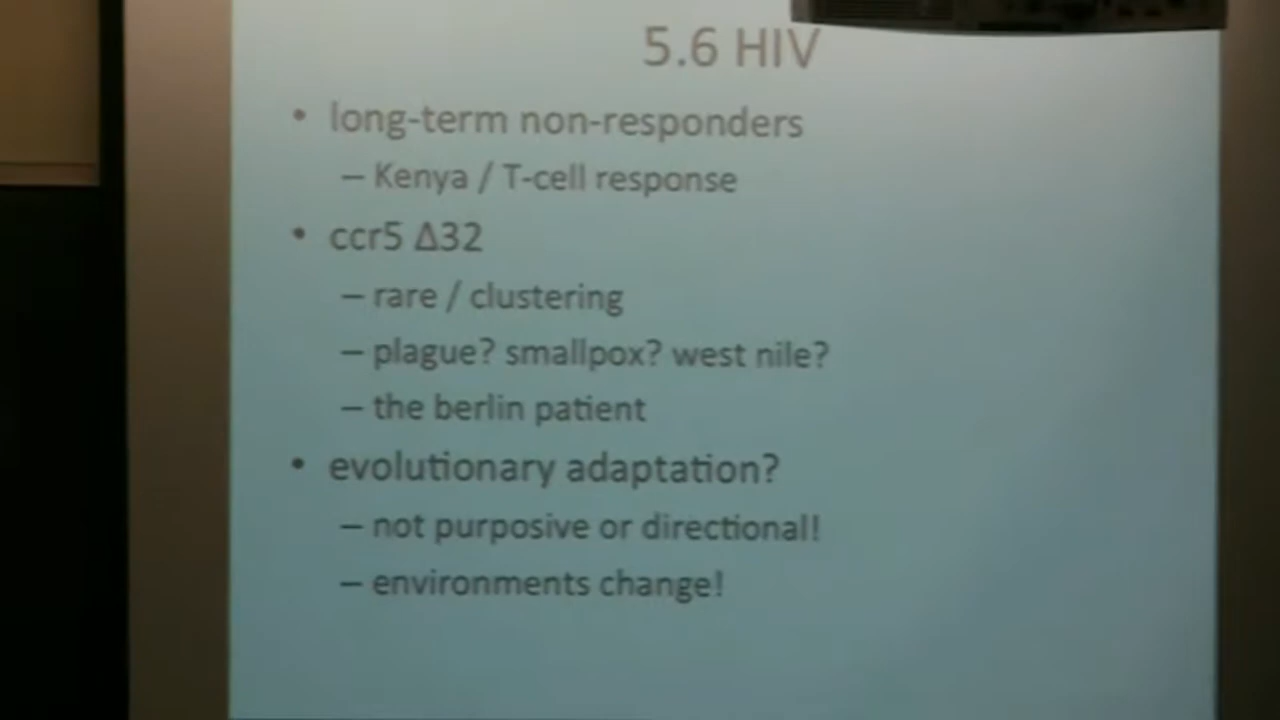 5.6 HIV
• long-term non-responders
– Kenya / T-cell response
• ccr5 Δ32
– rare / clustering
– plague? smallpox? west nile?
– the berlin patient
• evolutionary adaptation?
– not purposive or directional!
– environments change!